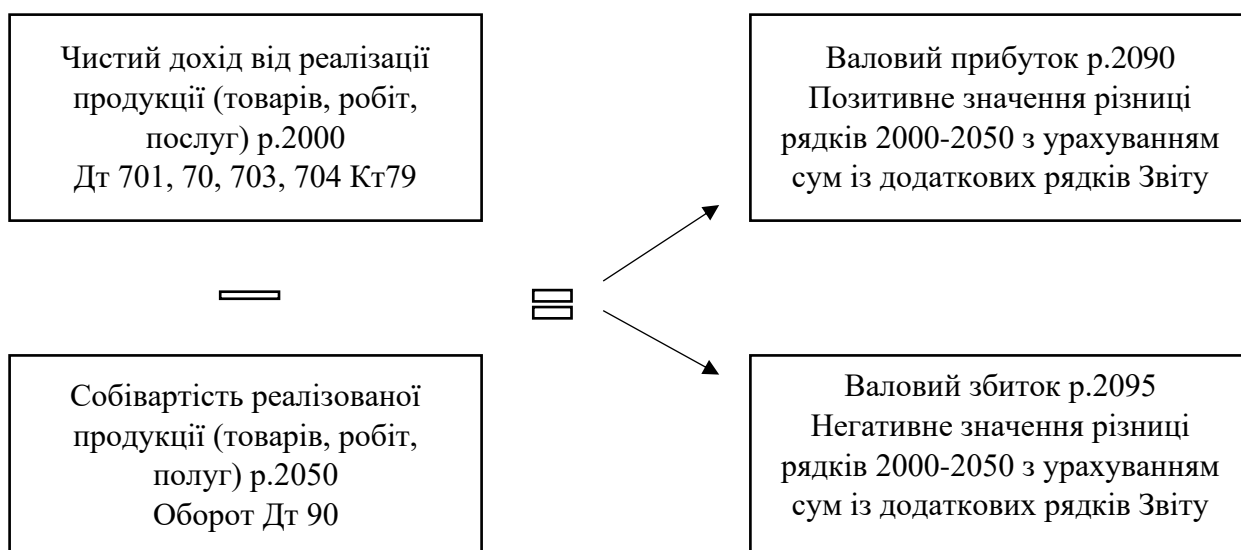 Чистий дохід від реалізації
продукції (товарів, робіт,
послуг) р.2000
Дт 701, 70, 703, 704 Кт79
Валовий прибуток р.2090
Позитивне значення різниці
рядків 2000-2050 з урахуванням
сум із додаткових рядків Звіту
Собівартість реалізованої
продукції (товарів, робіт,
полуг) р.2050
Оборот Дт 90
Валовий збиток р.2095
Негативне значення різниці
рядків 2000-2050 з урахуванням
сум із додаткових рядків Звіту